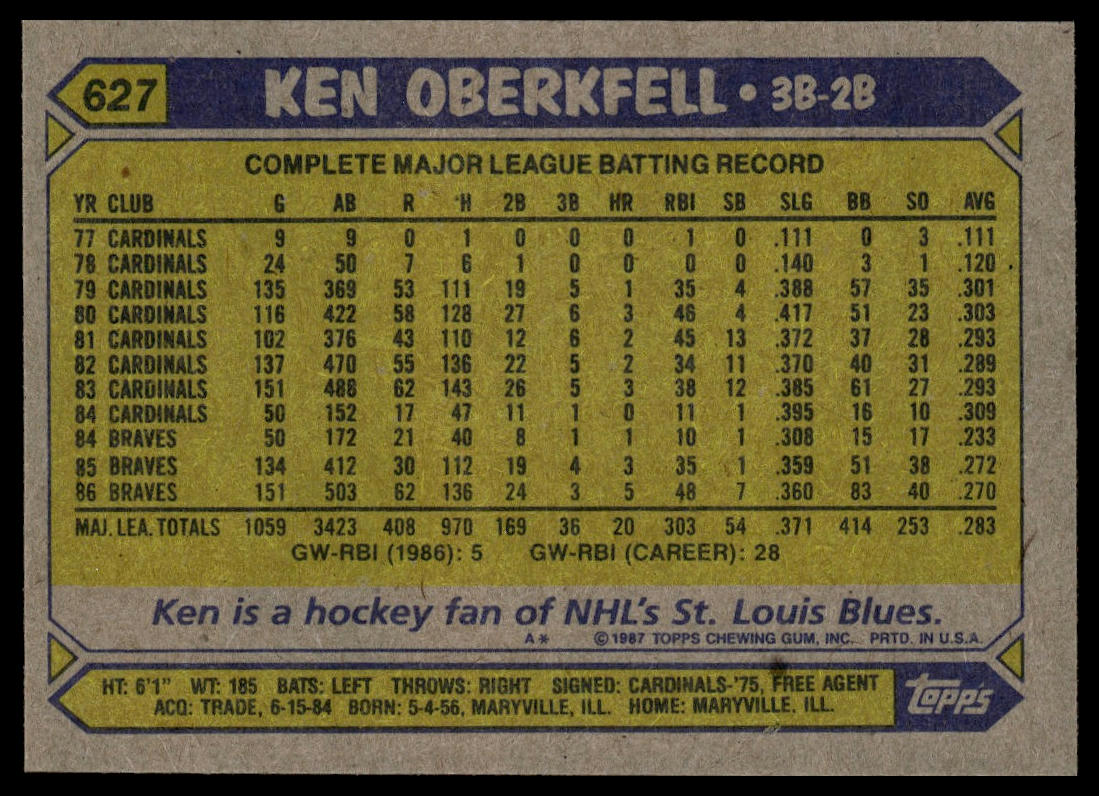 627 KEN OBERKFELL • 3B-2B
COMPLETE MAJOR LEAGUE BATTING RECORD
YR CLUB G AB R H 2B 3B HR RBI SB SLG BB SO AVG
77 CARDINALS 9 9 0 1 0 0 0 1 0 .111 0 3 .111
78 CARDINALS 24 50 7 6 1 0 0 0 0 .140 3 1 .120
79 CARDINALS 135 369 53 111 19 5 1 35 4 .388 57 35 .301
80 CARDINALS 116 422 58 128 27 6 3 46 4 .417 51 23 .303
81 CARDINALS 102 376 43 110 12 6 2 45 13 .372 37 28 .293
82 CARDINALS 137 470 55 136 22 5 2 34 11 .370 40 31 .289
83 CARDINALS 151 488 62 143 26 5 3 38 12 .385 61 27 .293
84 CARDINALS 50 152 17 47 11 1 0 11 1 .395 16 10 .309
84 BRAVES 50 172 21 40 8 1 1 10 1 .308 15 17 .233
85 BRAVES 134 412 30 112 19 4 3 35 1 .359 51 38 .272
86 BRAVES 151 503 62 136 24 3 5 48 7 .360 83 40 .270
MAJ. LEA. TOTALS 1059 3423 408 970 169 36 20 303 54 .371 414 253 .283
GW-RBI (1986): 5 GW-RBI (CAREER): 28
Ken is a hockey fan of NHL's St. Louis Blues.
A* ©1987 TOPPS CHEWING GUM, INC. PRTD. IN U.S.A.
HT: 6'1" WT: 185 BATS: LEFT THROWS: RIGHT SIGNED: CARDINALS-'75, FREE AGENT
ACQ: TRADE, 6-15-84 BORN: 5-4-56, MARYVILLE, ILL. HOME: MARYVILLE, ILL.
Topps